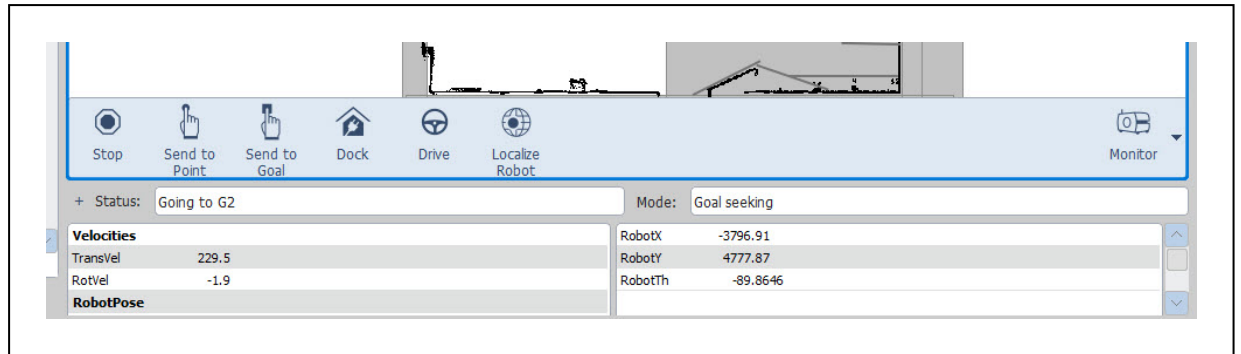 Stop
Send to
Point
Send to
Goal
Dock
Drive
Localize
Robot
Monitor
+ Status: Going to G2
Mode: Goal seeking
Velocities
TransVel 229.5
RotVel -1.9
RobotPose
RobotX -3796.91
RobotY 4777.87
RobotTh -89.8646